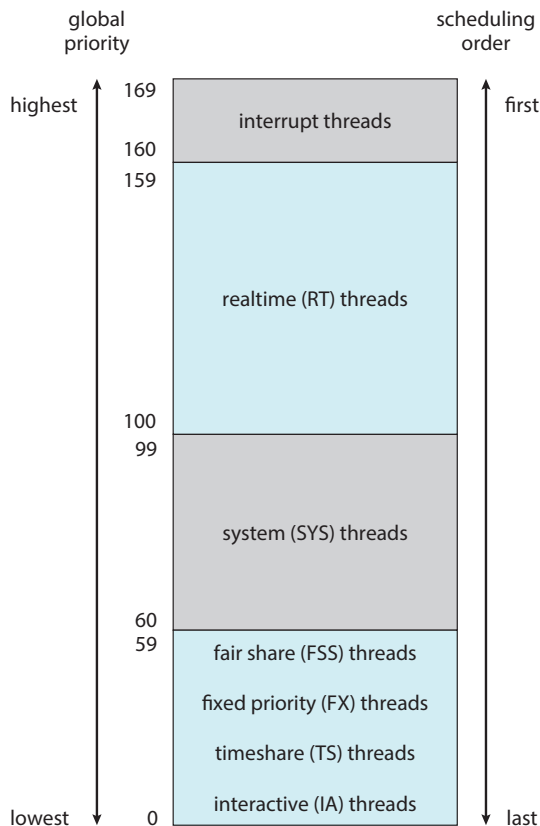 global
priority
scheduling
order
highest
169
interrupt threads
first
160
159
realtime (RT) threads
100
99
system (SYS) threads
60
59
fair share (FSS) threads
fixed priority (FX) threads
timeshare (TS) threads
lowest
0
interactive (IA) threads
last